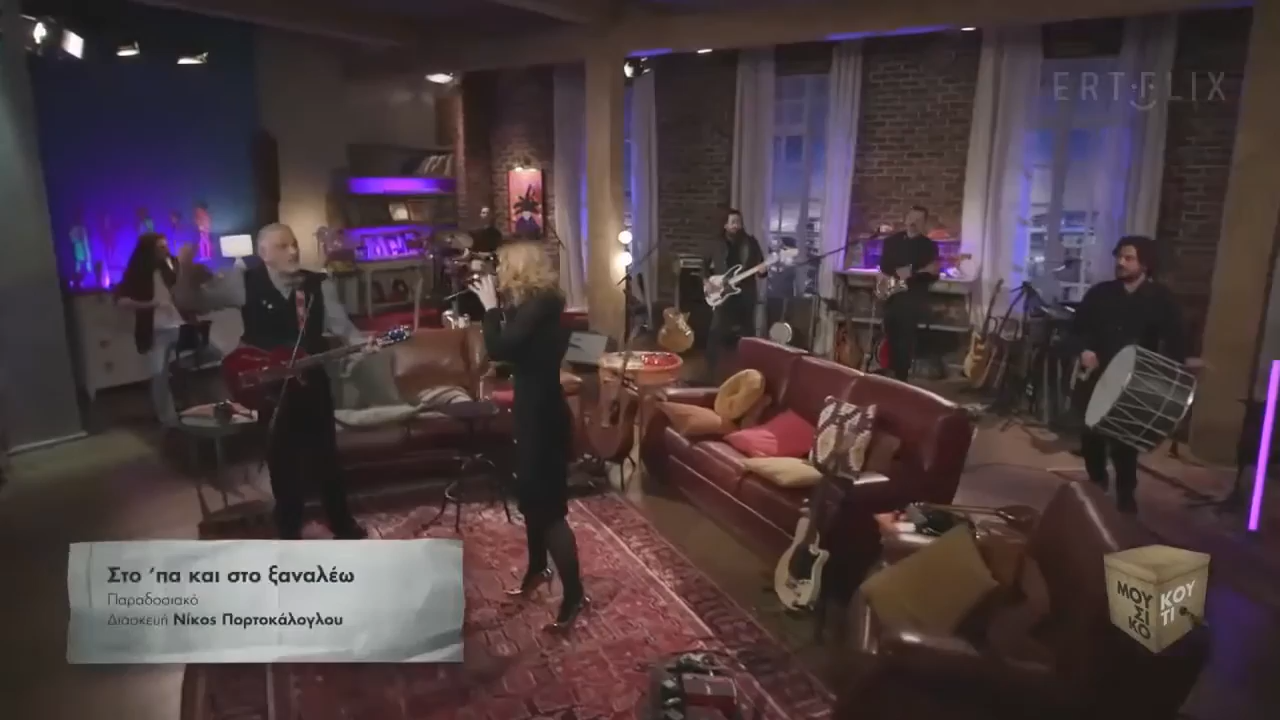 ERTFLIX
Στο ‘πα και στο ξαναλέω
Παραδοσιακό
Διασκευή Νίκος Πορτοκάλογλου
ΜΟΥ
ΣΙ
ΚΟ
ΚΟΥ
ΤΙ